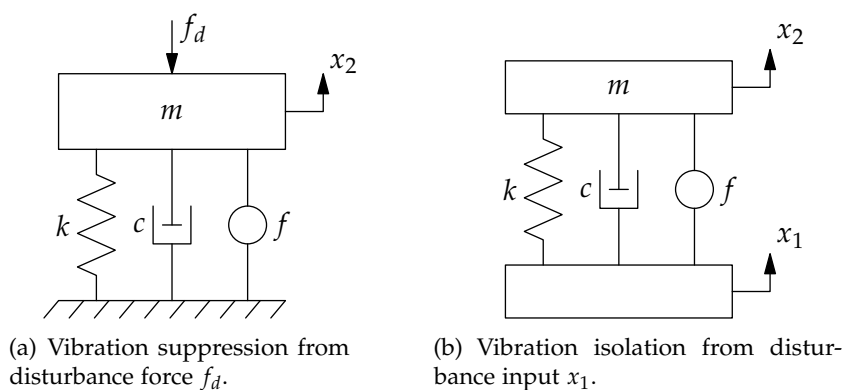 f_d
x_2
m
k
c
f
(a) Vibration suppression from
disturbance force f_d.
x_2
m
k
c
f
x_1
(b) Vibration isolation from distur-
bance input x_1.